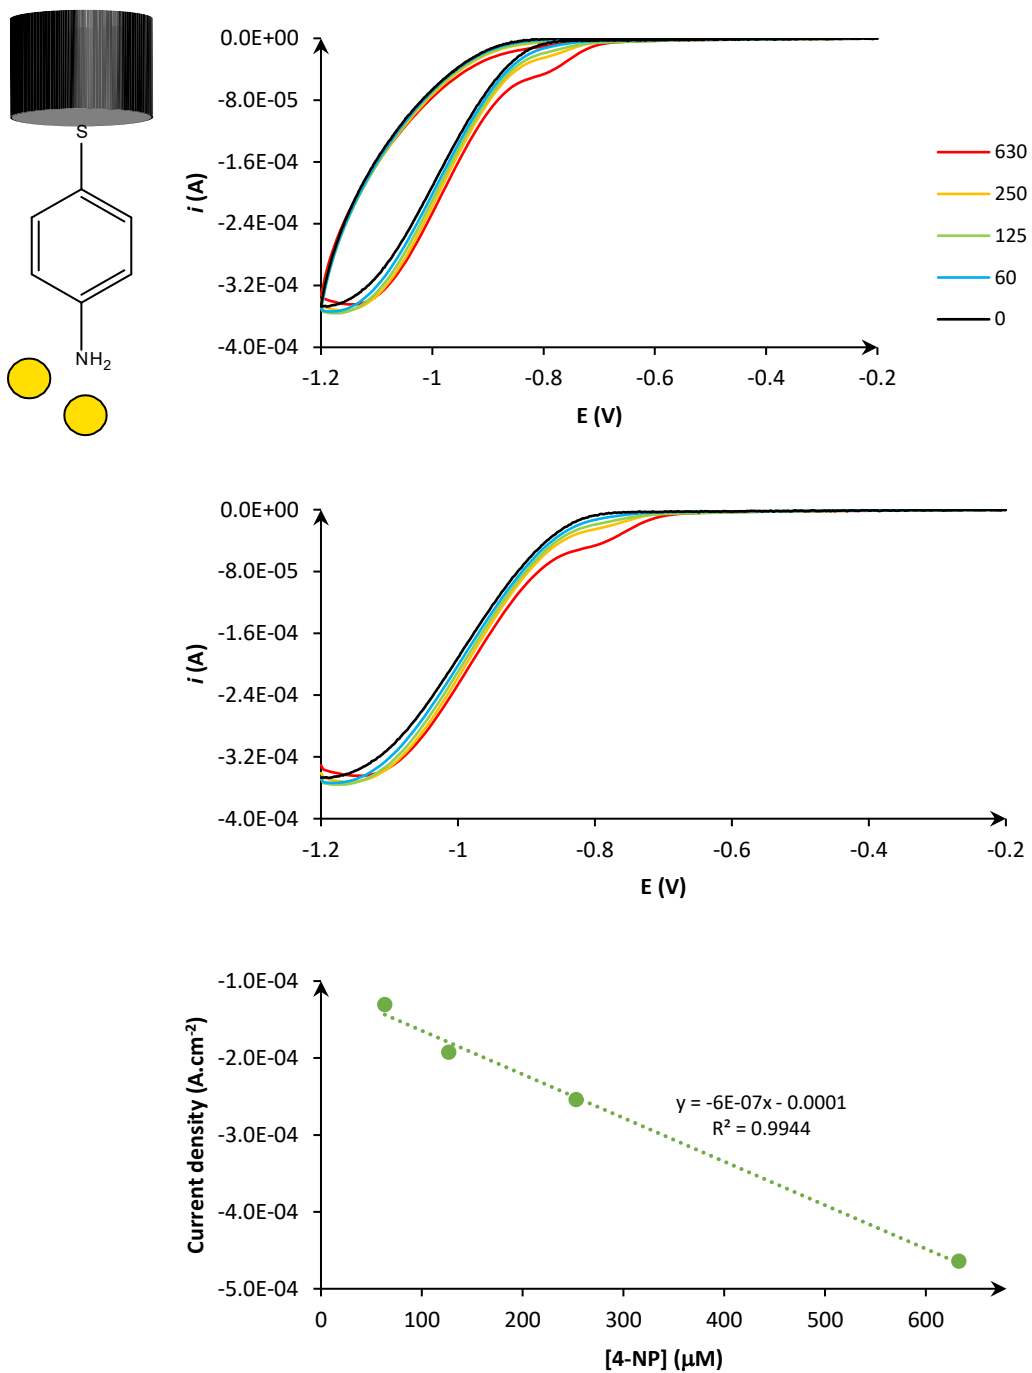 S
NH2
0.0E+00
-8.0E-05
-1.6E-04
-2.4E-04
-3.2E-04
-4.0E-04
i (A)
-1.2
-1
-0.8
-0.6
-0.4
-0.2
E (V)
630
250
125
60
0
0.0E+00
-8.0E-05
-1.6E-04
-2.4E-04
-3.2E-04
-4.0E-04
i (A)
-1.2
-1
-0.8
-0.6
-0.4
-0.2
E (V)
-1.0E-04
-2.0E-04
-3.0E-04
-4.0E-04
-5.0E-04
Current density (A.cm-2)
y = -6E-07x - 0.0001
R² = 0.9944
0
100
200
300
400
500
600
[4-NP] (µM)